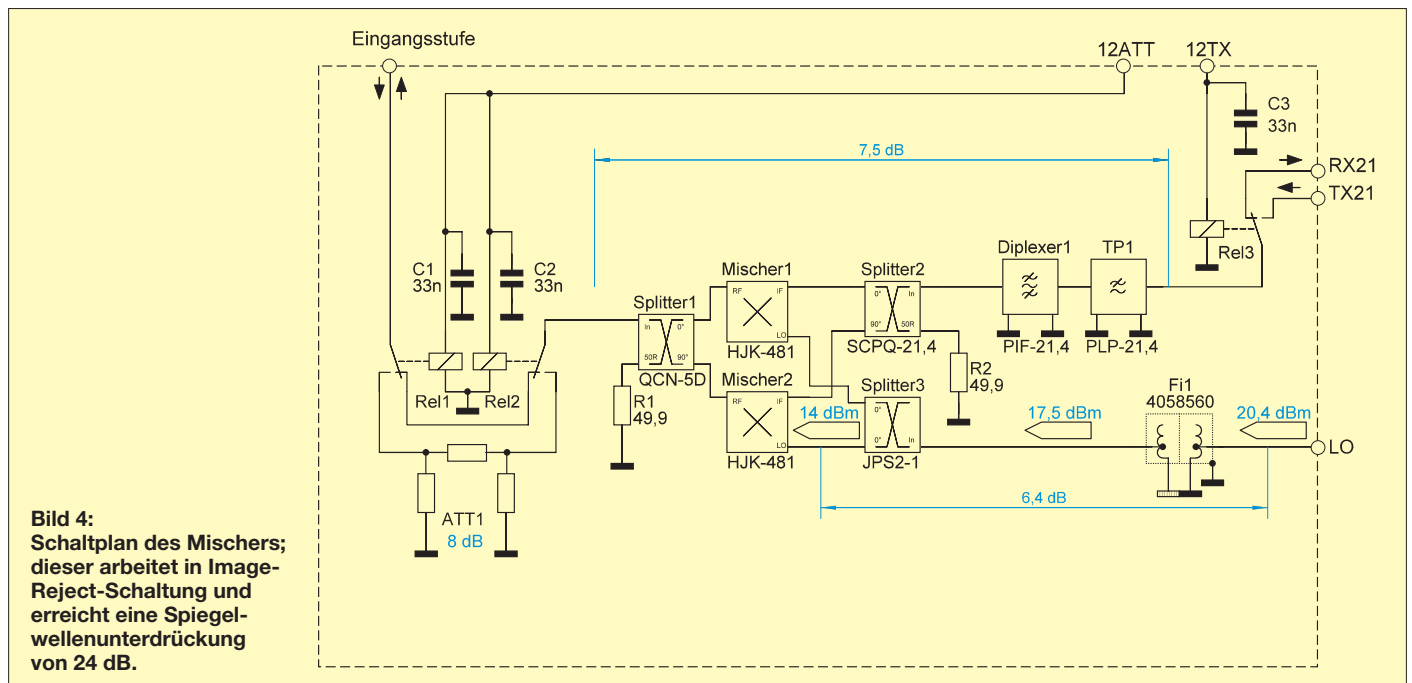 Eingangsstufe
12ATT
12TX
C3
33n
7,5 dB
RX21
TX21
Rel3
C1
33n
C2
33n
Rel1
Rel2
Splitter1
In
0°
50R
90°
QCN-5D
R1
49,9
Mischer1
RF
IF
LO
HJK-481
Mischer2
RF
IF
LO
HJK-481
Splitter2
0°
In
90°
50R
SCPQ-21,4
R2
49,9
Diplexer1
PIF-21,4
TP1
PLP-21,4
Splitter3
0°
0°
In
JPS2-1
14 dBm
17,5 dBm
Fi1
4058560
20,4 dBm
LO
6,4 dB
ATT1
8 dB
Bild 4:
Schaltplan des Mischers;
dieser arbeitet in Image-
Reject-Schaltung und
erreicht eine Spiegel-
wellenunterdrückung
von 24 dB.